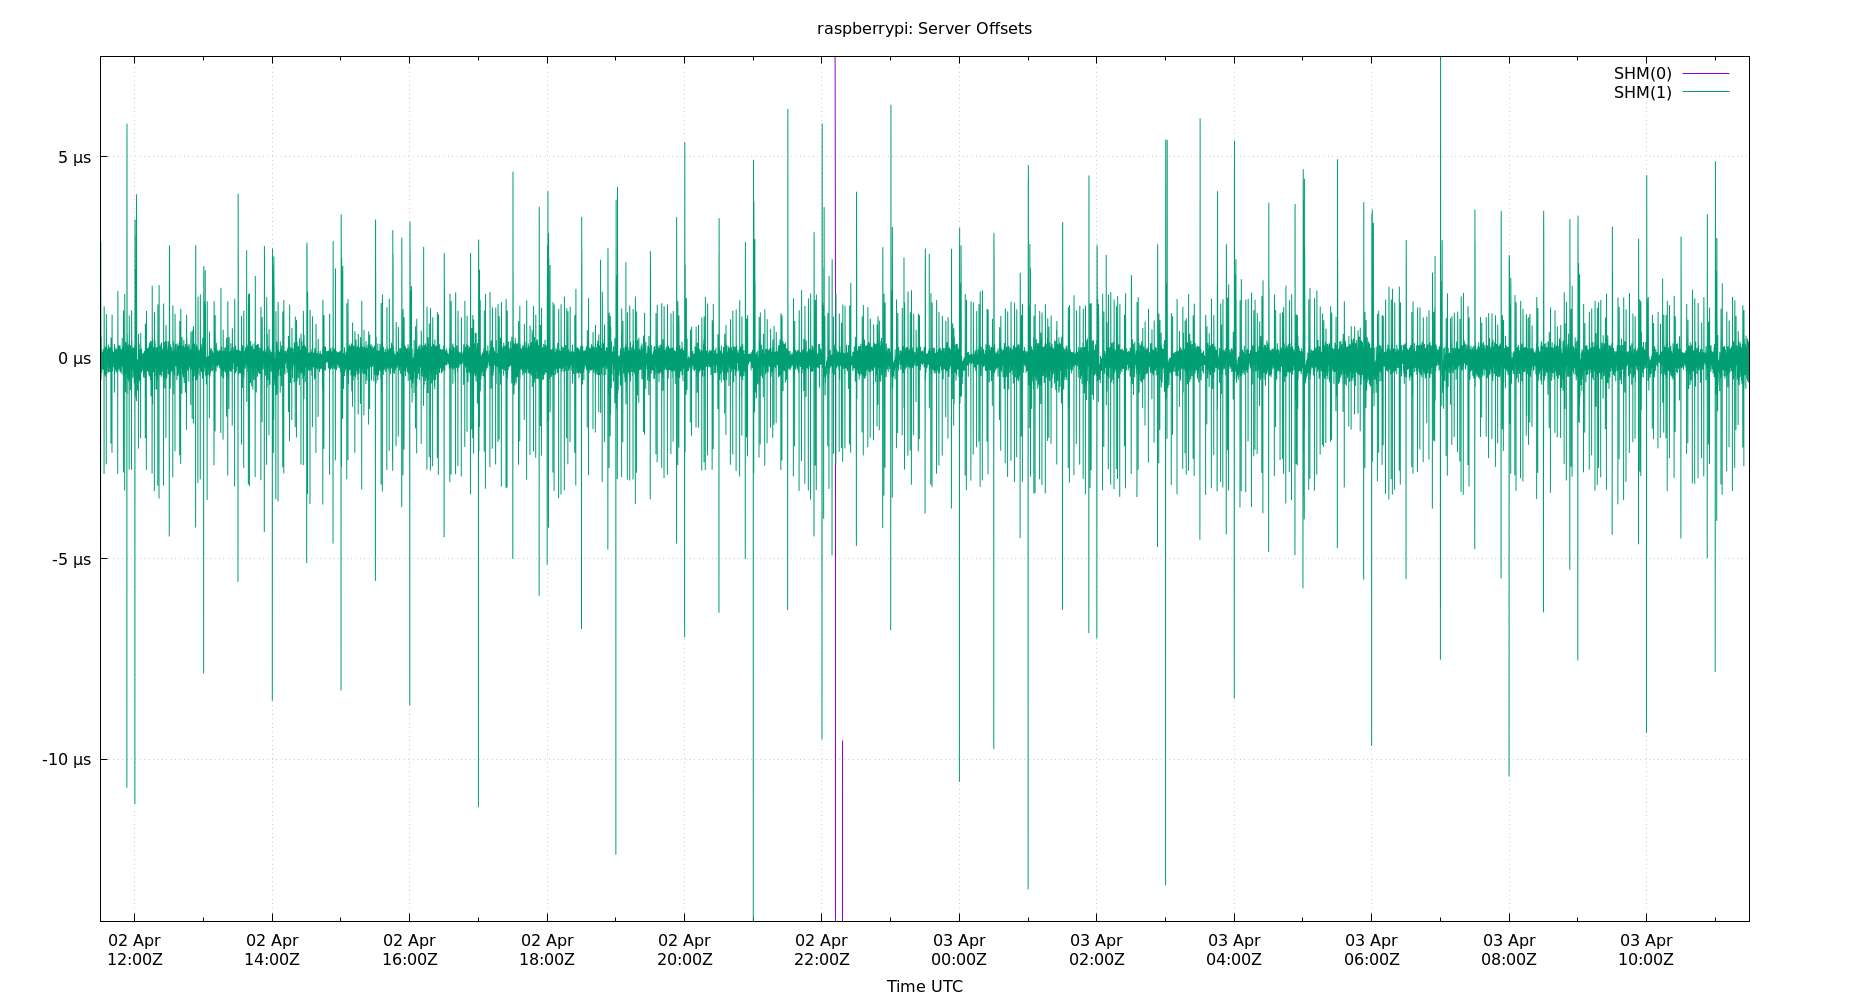 raspberrypi: Server Offsets
SHM(0)
SHM(1)
5 µs
0 µs
-5 µs
-10 µs
02 Apr 02 Apr 02 Apr 02 Apr 02 Apr 02 Apr 03 Apr 03 Apr 03 Apr 03 Apr 03 Apr 03 Apr
12:00Z 14:00Z 16:00Z 18:00Z 20:00Z 22:00Z 00:00Z 02:00Z 04:00Z 06:00Z 08:00Z 10:00Z
Time UTC